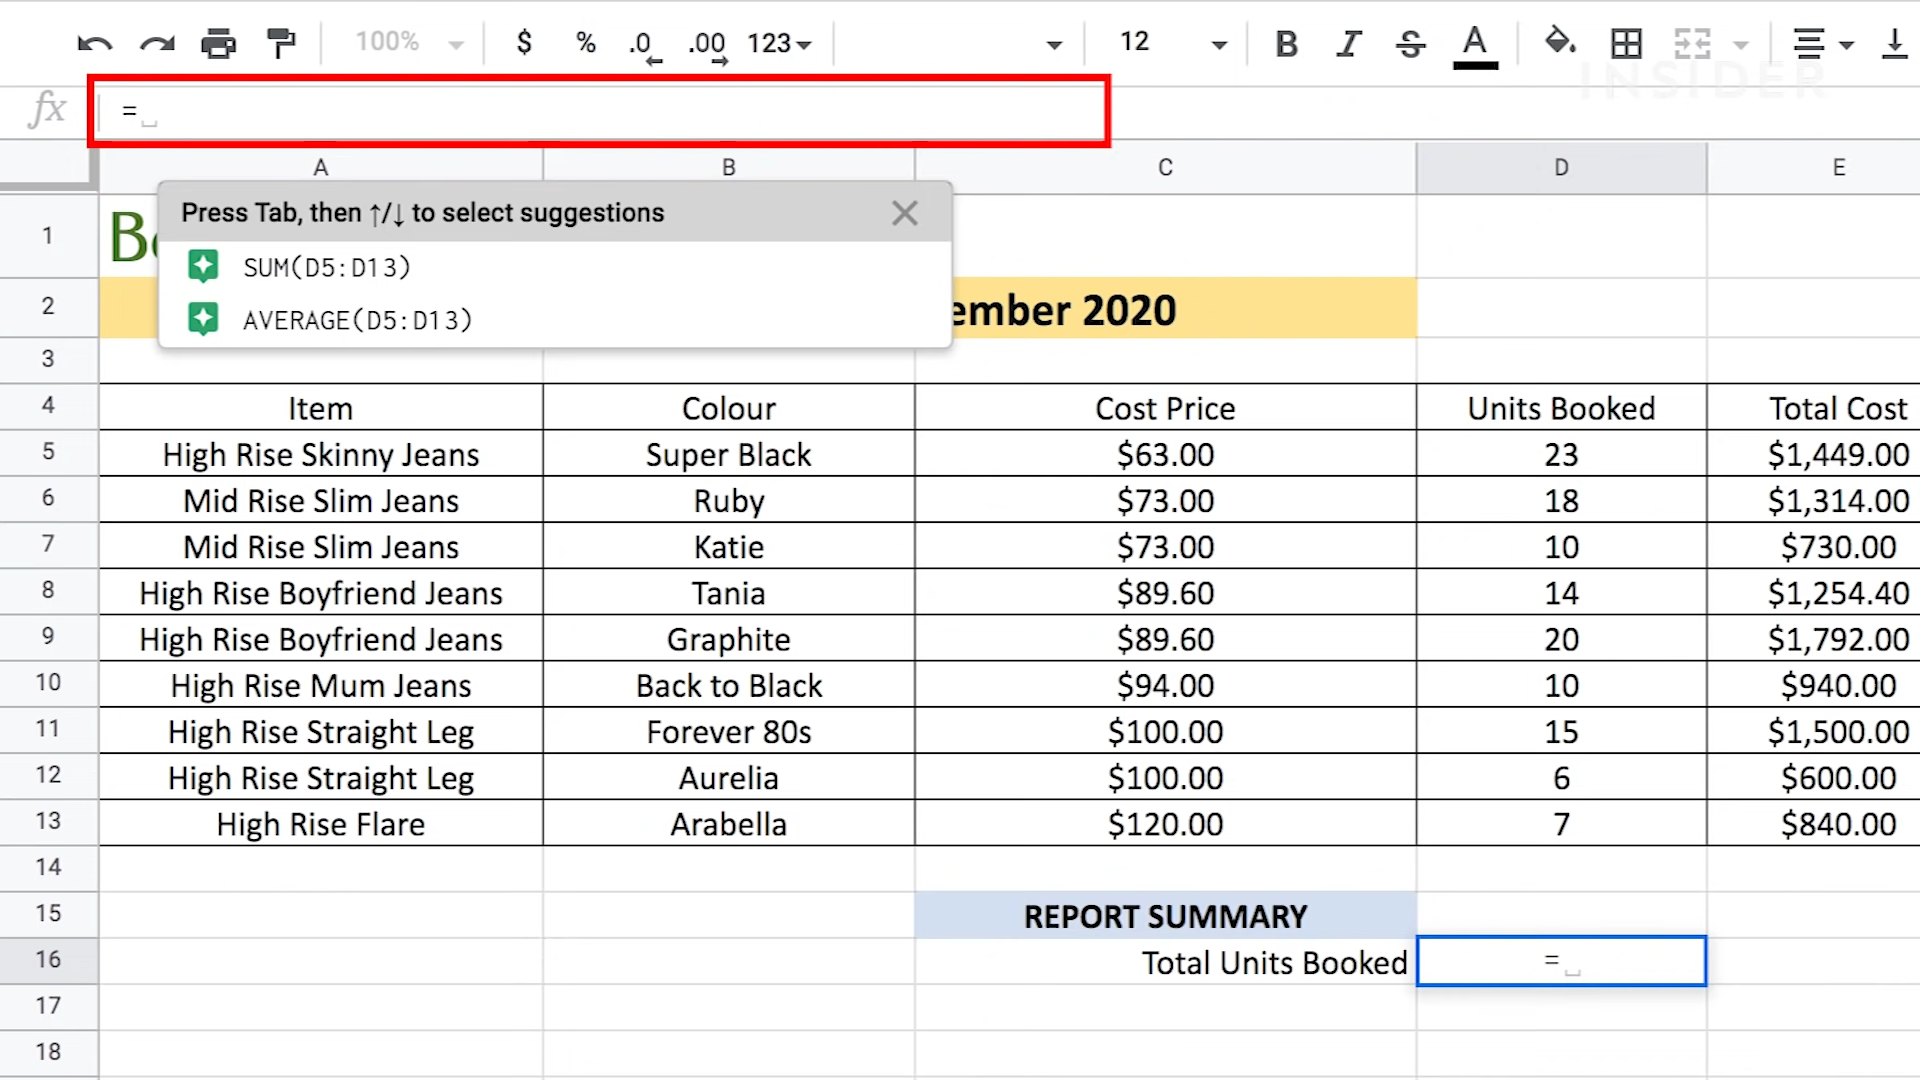 100% $ % .0 .00 123 12 B I S A
INSIDER
fx =
A B C D E
Press Tab, then ↑/↓ to select suggestions
SUM(D5:D13)
AVERAGE(D5:D13)
1
2 ember 2020
3
4 Item Colour Cost Price Units Booked Total Cost
5 High Rise Skinny Jeans Super Black $63.00 23 $1,449.00
6 Mid Rise Slim Jeans Ruby $73.00 18 $1,314.00
7 Mid Rise Slim Jeans Katie $73.00 10 $730.00
8 High Rise Boyfriend Jeans Tania $89.60 14 $1,254.40
9 High Rise Boyfriend Jeans Graphite $89.60 20 $1,792.00
10 High Rise Mum Jeans Back to Black $94.00 10 $940.00
11 High Rise Straight Leg Forever 80s $100.00 15 $1,500.00
12 High Rise Straight Leg Aurelia $100.00 6 $600.00
13 High Rise Flare Arabella $120.00 7 $840.00
14
15 REPORT SUMMARY
16 Total Units Booked =
17
18